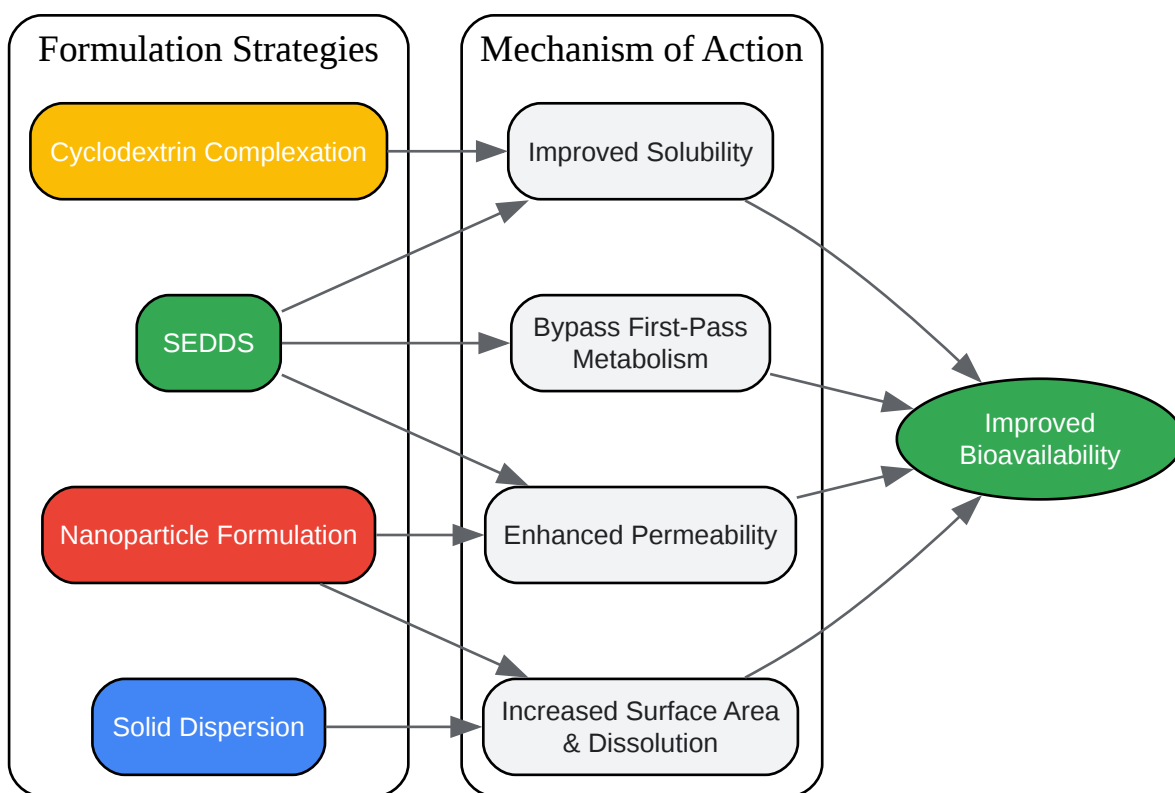 Formulation Strategies
Cyclodextrin Complexation
SEDDS
Nanoparticle Formulation
Solid Dispersion
Mechanism of Action
Improved Solubility
Bypass First-Pass
Metabolism
Enhanced Permeability
Increased Surface Area
& Dissolution
Improved
Bioavailability